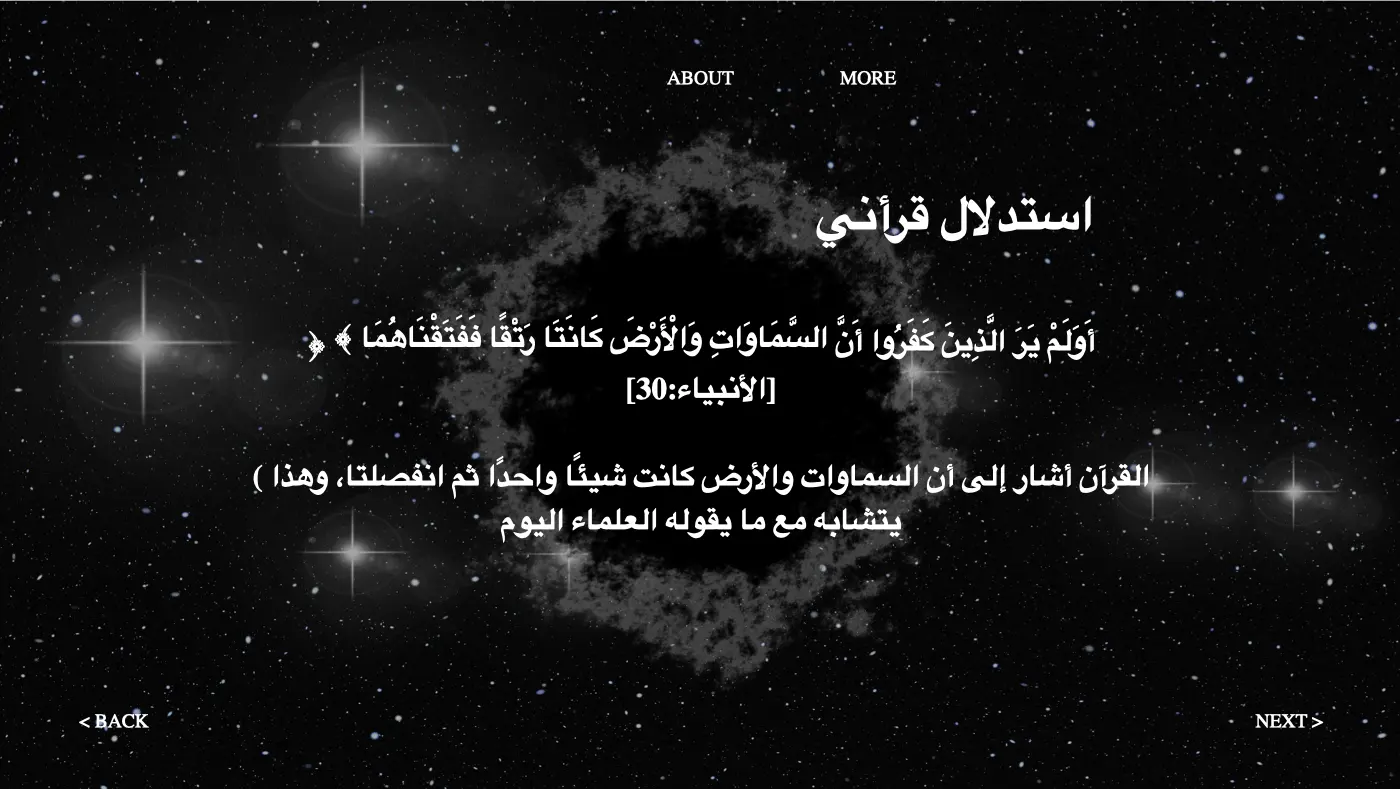 ABOUT
MORE
استدلال قرأني
أَوَلَمْ يَرَ الَّذِينَ كَفَرُوا أَنَّ السَّمَاوَاتِ وَالْأَرْضَ كَانَتَا رَتْقًا فَفَتَقْنَاهُمَا ﴾ ﴿
[الأنبياء:30]
القرآن أشار إلى أن السماوات والأرض كانت شيئًا واحدًا ثم انفصلتا، وهذا )
يتشابه مع ما يقوله العلماء اليوم
< BACK
NEXT >